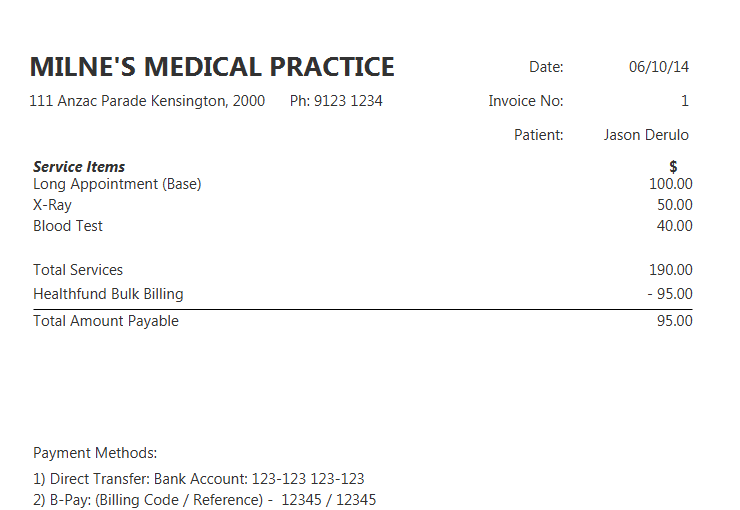 MILNE'S MEDICAL PRACTICE Date: 06/10/14
111 Anzac Parade Kensington, 2000 Ph: 9123 1234 Invoice No: 1
Patient: Jason Derulo
Service Items $
Long Appointment (Base) 100.00
X-Ray 50.00
Blood Test 40.00
Total Services 190.00
Healthfund Bulk Billing - 95.00
Total Amount Payable 95.00
Payment Methods:
1) Direct Transfer: Bank Account: 123-123 123-123
2) B-Pay: (Billing Code / Reference) - 12345 / 12345